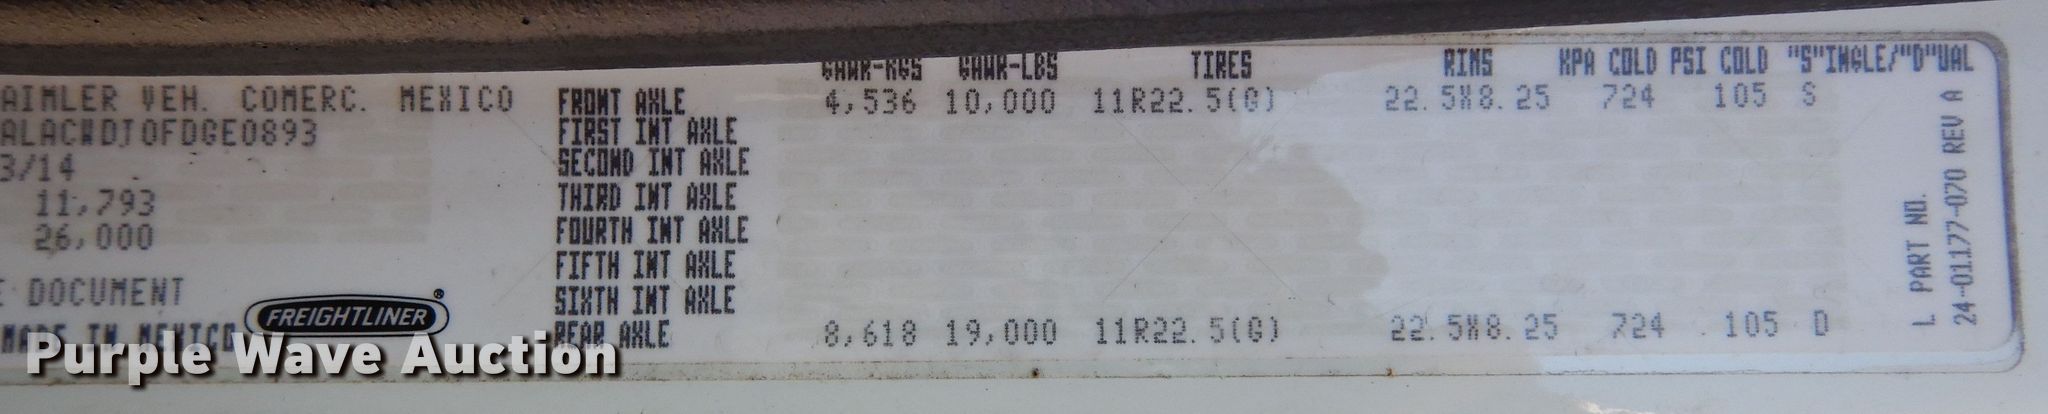 GAWR-KGS GAWR-LBS TIRES RIMS KPA COLD PSI COLD "S"INGLE/"D"UAL
AIMLER VEH. COMERC. MEXICO
ALACWDT0FDGE0893
3/14
11,793
26,000
E DOCUMENT
MADE IN MEXICO
FREIGHTLINER®
FRONT AXLE 4,536 10,000 11R22.5(G) 22.5X8.25 724 105 S
FIRST INT AXLE
SECOND INT AXLE
THIRD INT AXLE
FOURTH INT AXLE
FIFTH INT AXLE
SIXTH INT AXLE
REAR AXLE 8,618 19,000 11R22.5(G) 22.5X8.25 724 105 D
L PART NO.
24-01177-070 REV A
Purple Wave Auction